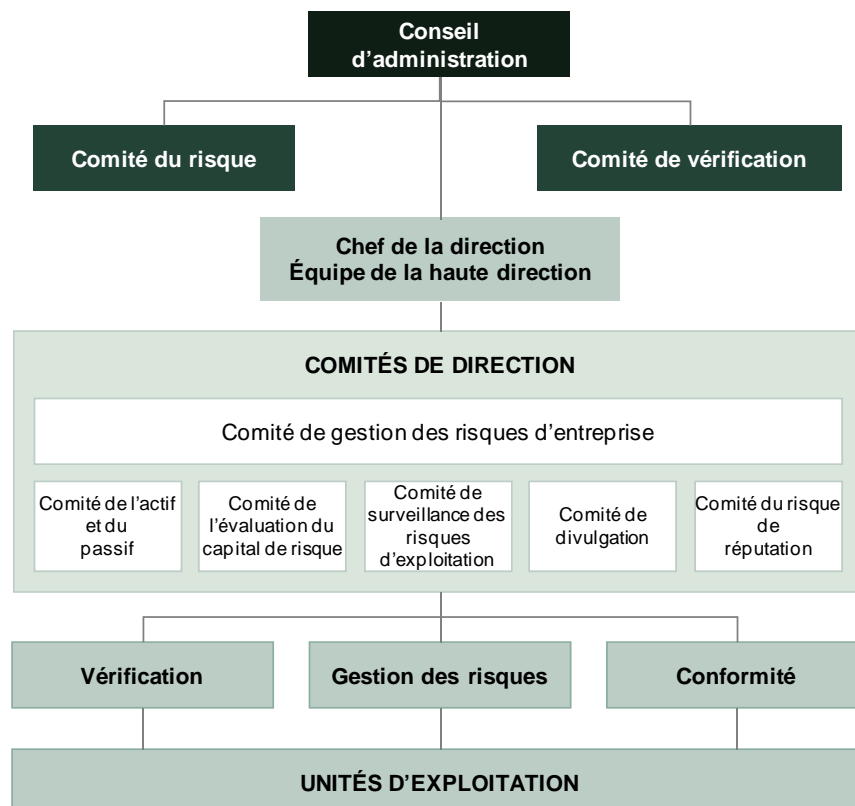 Conseil
d’administration
Comité du risque
Comité de vérification
Chef de la direction
Équipe de la haute direction
COMITÉS DE DIRECTION
Comité de gestion des risques d’entreprise
Comité de l’actif
et du
passif
Comité de
l’évaluation du
capital de risque
Comité de
surveillance des
risques
d’exploitation
Comité de
divulgation
Comité du risque
de
réputation
Vérification
Gestion des risques
Conformité
UNITÉS D’EXPLOITATION